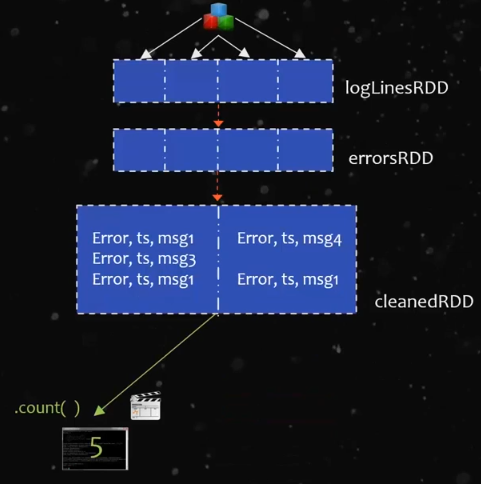 logLinesRDD
errorsRDD
Error, ts, msg1
Error, ts, msg3
Error, ts, msg1
Error, ts, msg4
Error, ts, msg1
cleanedRDD
.count( )
5